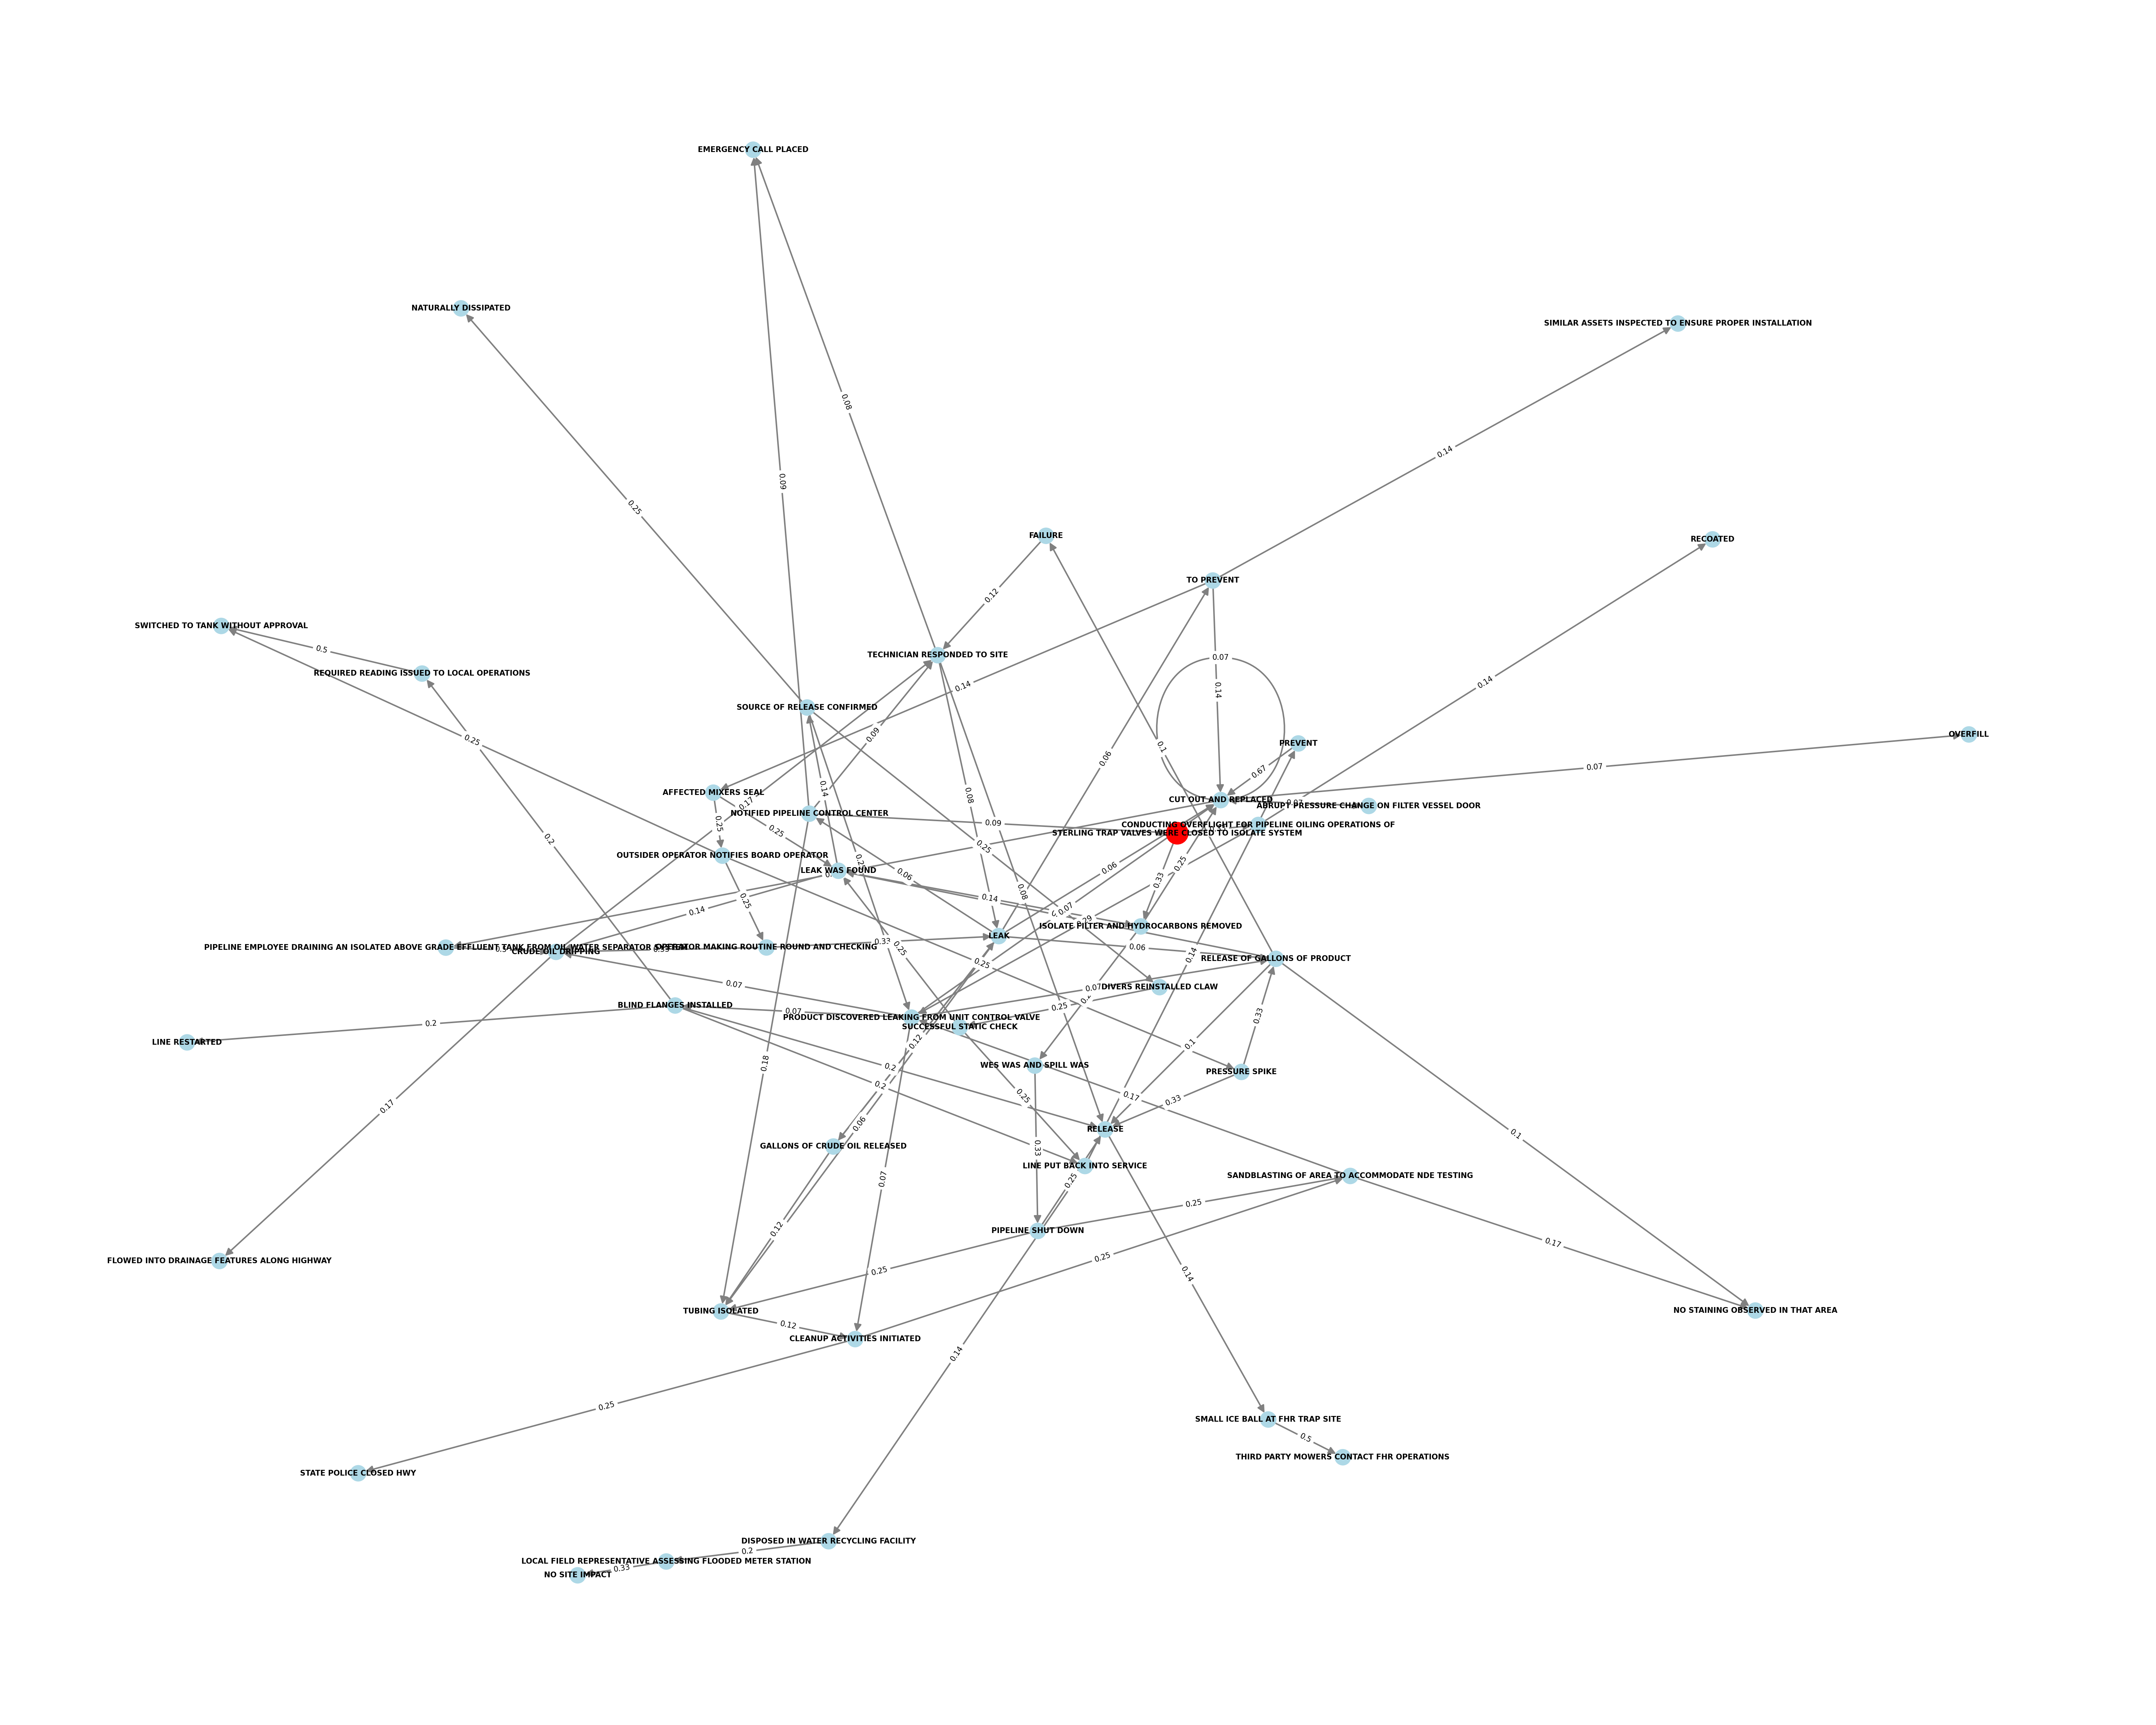 EMERGENCY CALL PLACED
0.08
0.09
NATURALLY DISSIPATED
0.25
SIMILAR ASSETS INSPECTED TO ENSURE PROPER INSTALLATION
0.14
FAILURE
RECOATED
0.12
0.1
TO PREVENT
SWITCHED TO TANK WITHOUT APPROVAL
0.5
TECHNICIAN RESPONDED TO SITE
0.07
REQUIRED READING ISSUED TO LOCAL OPERATIONS
0.14
0.14
0.14
SOURCE OF RELEASE CONFIRMED
0.09
OVERFILL
0.25
PREVENT
0.06
0.67
0.07
AFFECTED MIXERS SEAL
0.14
0.08
CUT OUT AND REPLACED
0.17
ABRUPT PRESSURE CHANGE ON FILTER VESSEL DOOR
NOTIFIED PIPELINE CONTROL CENTER
0.09
CONDUCTING OVERFLIGHT FOR PIPELINE OILING OPERATIONS OF
STERLING TRAP VALVES WERE CLOSED TO ISOLATE SYSTEM
0.25
0.25
0.2
0.25
OUTSIDER OPERATOR NOTIFIES BOARD OPERATOR
0.25
LEAK WAS FOUND
0.06
0.06
0.33
0.08
0.25
0.14
0.14
0.07
0.29
ISOLATE FILTER AND HYDROCARBONS REMOVED
LEAK
PIPELINE EMPLOYEE DRAINING AN ISOLATED ABOVE GRADE EFFLUENT TANK FROM OIL WATER SEPARATOR SYSTEM
OPERATOR MAKING ROUTINE ROUND AND CHECKING
0.33
0.25
0.06
CRUDE OIL DRIPPING
0.33
0.14
RELEASE OF GALLONS OF PRODUCT
0.25
0.07
0.07
DIVERS REINSTALLED CLAW
BLIND FLANGES INSTALLED
0.07
0.25
PRODUCT DISCOVERED LEAKING FROM UNIT CONTROL VALVE
0.33
0.2
SUCCESSFUL STATIC CHECK
LINE RESTARTED
0.12
0.1
0.18
0.2
WES WAS AND SPILL WAS
PRESSURE SPIKE
0.2
0.25
0.17
0.33
0.17
0.06
RELEASE
0.1
GALLONS OF CRUDE OIL RELEASED
0.33
LINE PUT BACK INTO SERVICE
0.07
0.25
SANDBLASTING OF AREA TO ACCOMMODATE NDE TESTING
0.25
0.12
PIPELINE SHUT DOWN
0.17
FLOWED INTO DRAINAGE FEATURES ALONG HIGHWAY
0.25
0.25
0.14
TUBING ISOLATED
NO STAINING OBSERVED IN THAT AREA
0.12
CLEANUP ACTIVITIES INITIATED
0.14
0.25
SMALL ICE BALL AT FHR TRAP SITE
0.5
THIRD PARTY MOWERS CONTACT FHR OPERATIONS
STATE POLICE CLOSED HWY
DISPOSED IN WATER RECYCLING FACILITY
0.2
LOCAL FIELD REPRESENTATIVE ASSESSING FLOODED METER STATION
0.33
NO SITE IMPACT